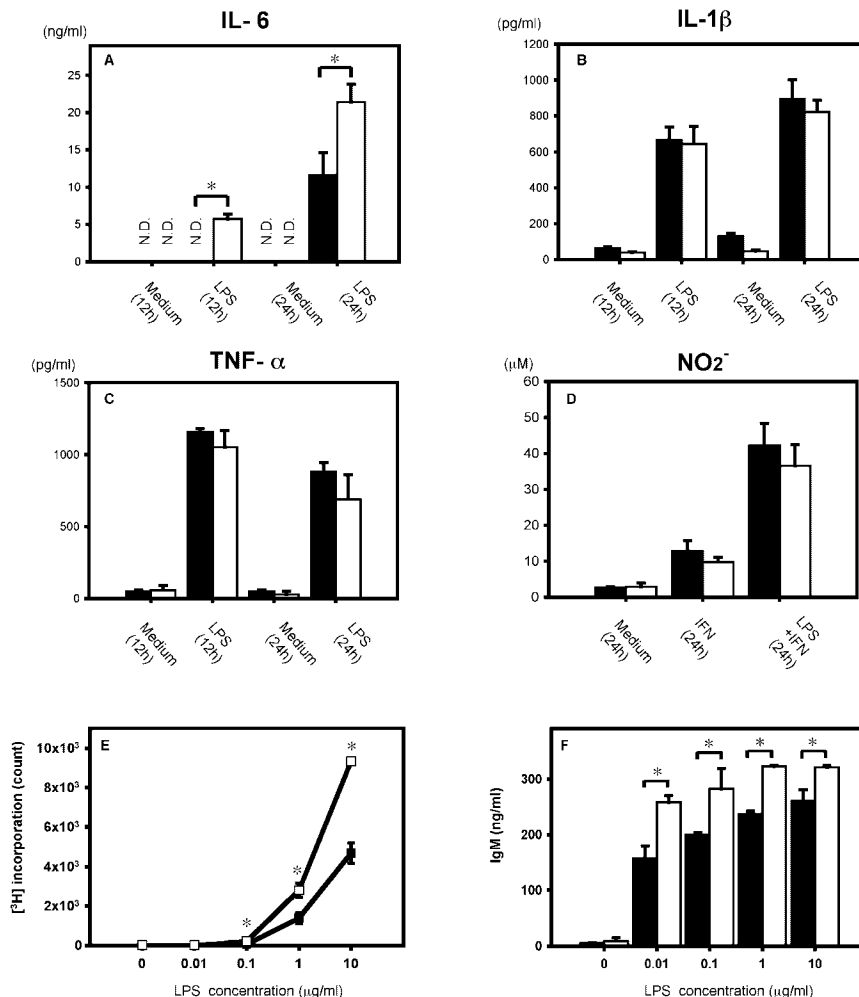 IL- 6
(ng/ml)
A
25
20
15
10
5
0
N.D.
N.D.
N.D.
N.D.
N.D.
*
*
Medium
(12h)
LPS
(12h)
Medium
(24h)
LPS
(24h)
IL-1β
(pg/ml)
B
1200
1000
800
600
400
200
0
Medium
(12h)
LPS
(12h)
Medium
(24h)
LPS
(24h)
TNF- α
(pg/ml)
C
1500
1000
500
0
Medium
(12h)
LPS
(12h)
Medium
(24h)
LPS
(24h)
NO2-
(μM)
D
60
50
40
30
20
10
0
Medium
(24h)
IFN
(24h)
LPS
+IFN
(24h)
E
[³H] incorporation (count)
10x10³
8x10³
6x10³
4x10³
2x10³
0
*
*
*
0 0.01 0.1 1 10
LPS concentration (μg/ml)
F
IgM (ng/ml)
300
200
100
0
*
*
*
*
0 0.01 0.1 1 10
LPS concentration (μg/ml)